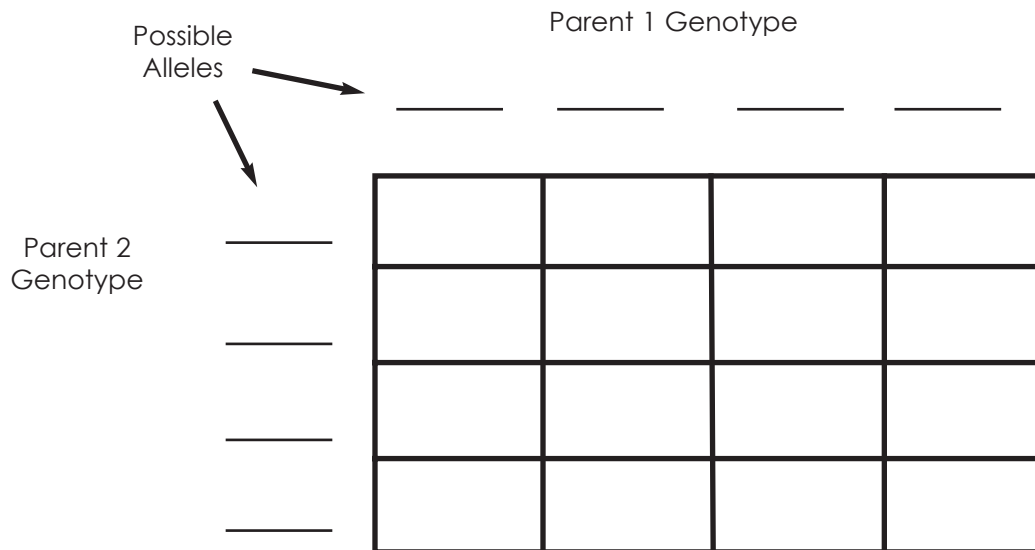 Parent 1 Genotype
Possible
Alleles
Parent 2
Genotype